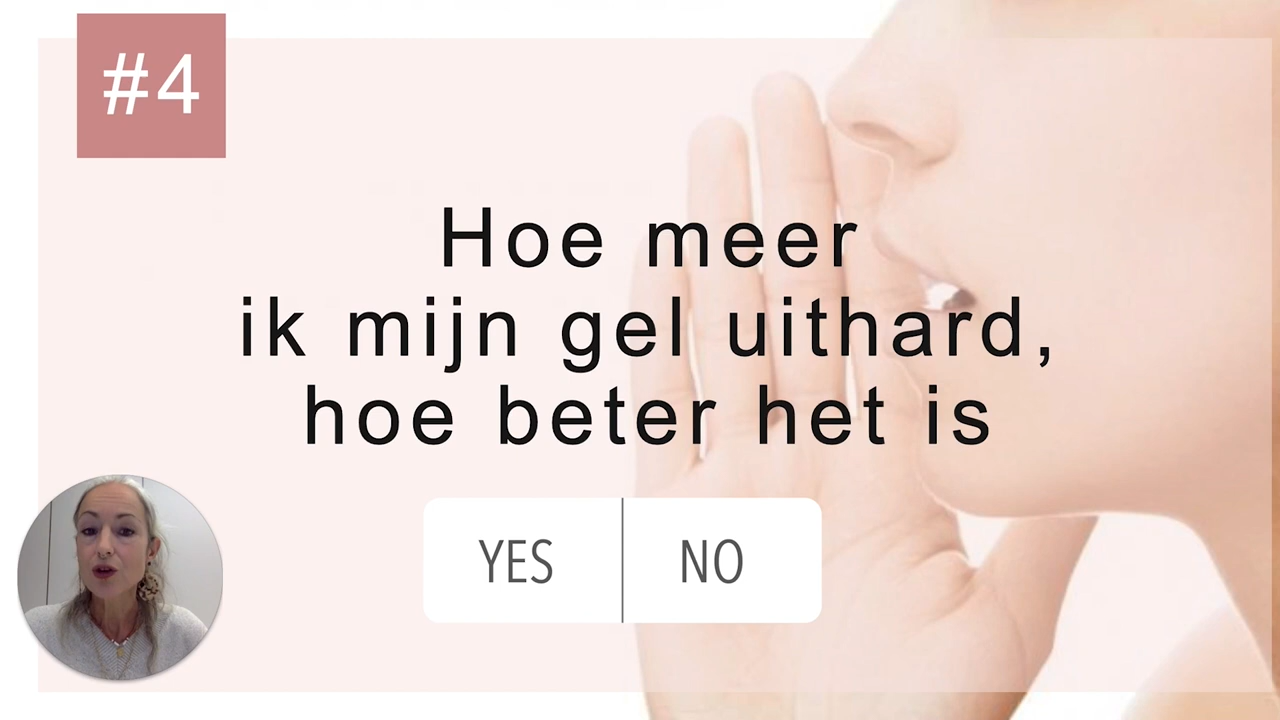 #4
Hoe meer
ik mijn gel uithard,
hoe beter het is
YES NO